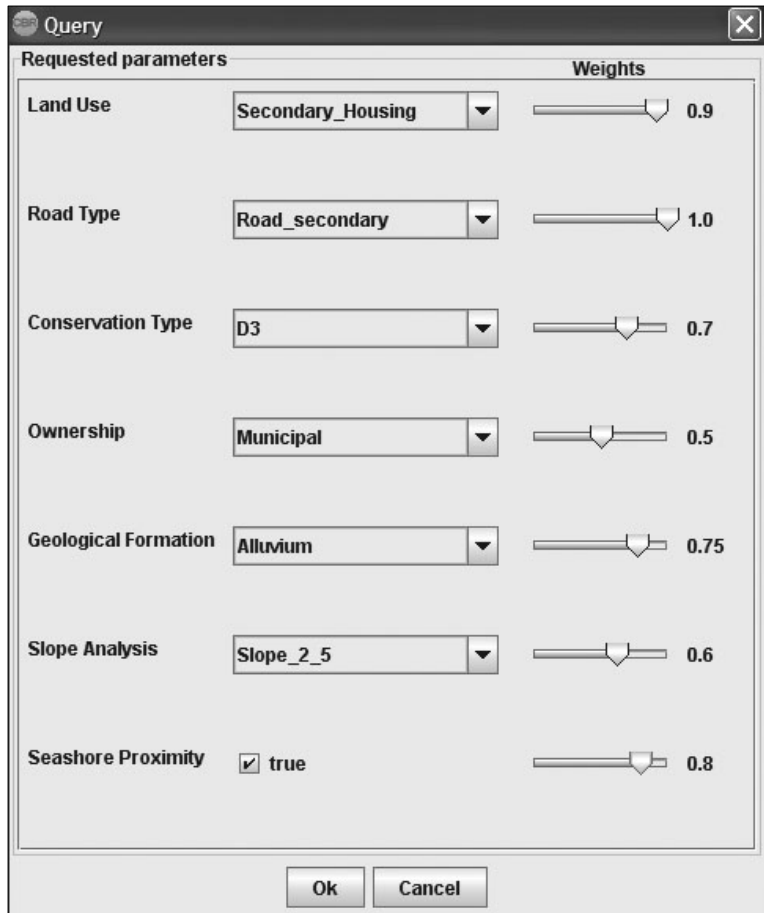 CBR Query
Requested parameters
Weights
Land Use Secondary_Housing 0.9
Road Type Road_secondary 1.0
Conservation Type D3 0.7
Ownership Municipal 0.5
Geological Formation Alluvium 0.75
Slope Analysis Slope_2_5 0.6
Seashore Proximity true 0.8
Ok Cancel